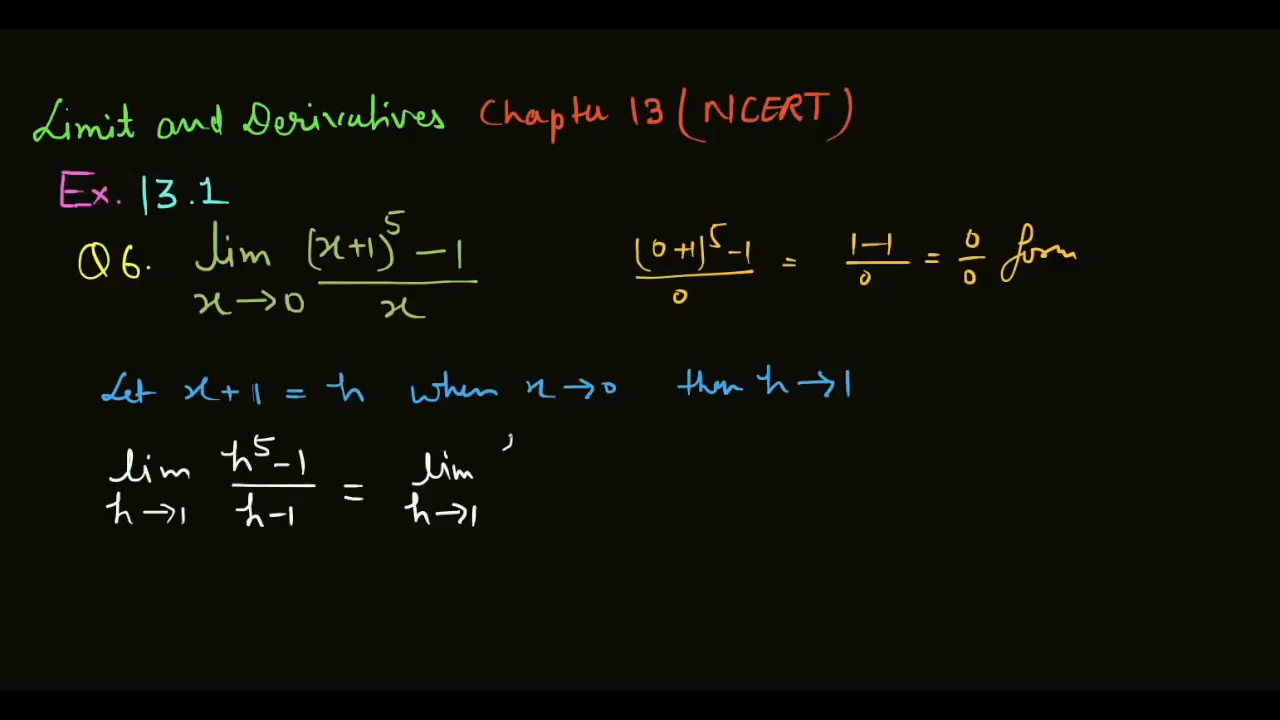 Limit and Derivatives Chapter 13 (NCERT)
Ex. 13.1
Q6. lim x→0 ((x+1)^5 - 1)/x    ((0+1)^5 - 1)/0 = (1-1)/0 = 0/0 form
Let x+1 = h when x→0 then h→1
lim h→1 (h^5 - 1)/(h-1) = lim h→1